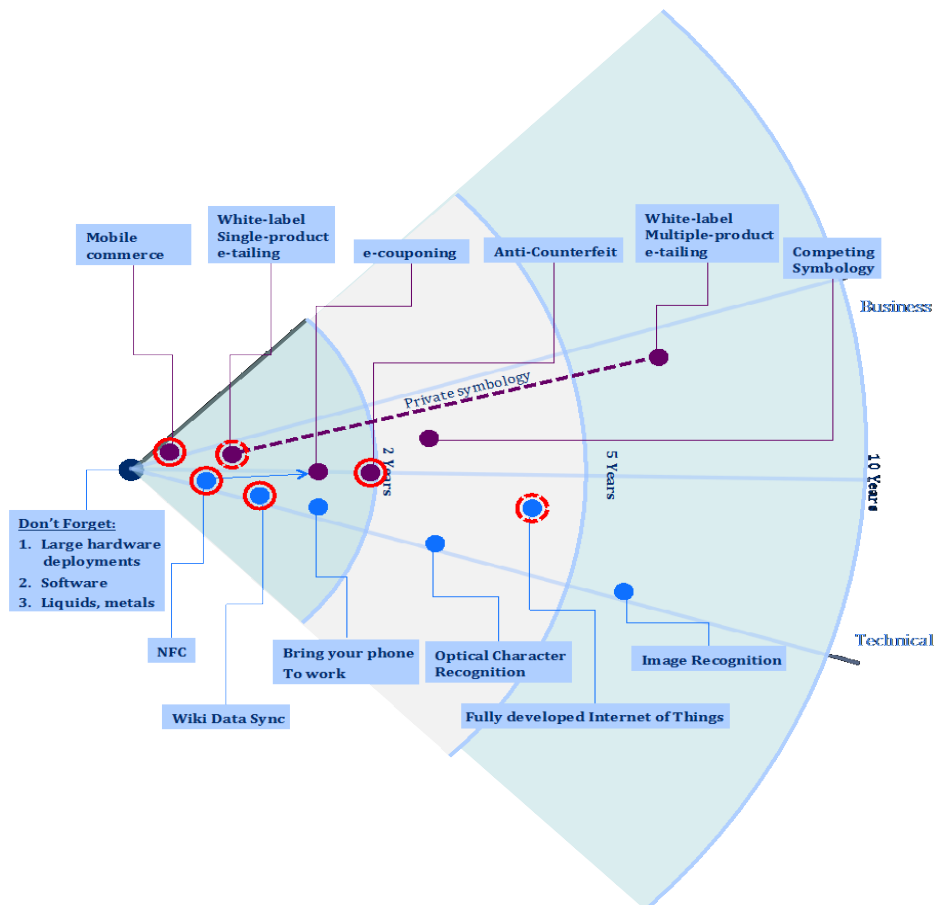 Mobile
commerce
White-label
Single-product
e-tailing
e-couponing
Anti-Counterfeit
White-label
Multiple-product
e-tailing
Competing
Symbology
Business
Private symbology
2 Years
5 Years
10 Years
Don't Forget:
1. Large hardware
deployments
2. Software
3. Liquids, metals
NFC
Wiki Data Sync
Bring your phone
To work
Optical Character
Recognition
Fully developed Internet of Things
Image Recognition
Technical